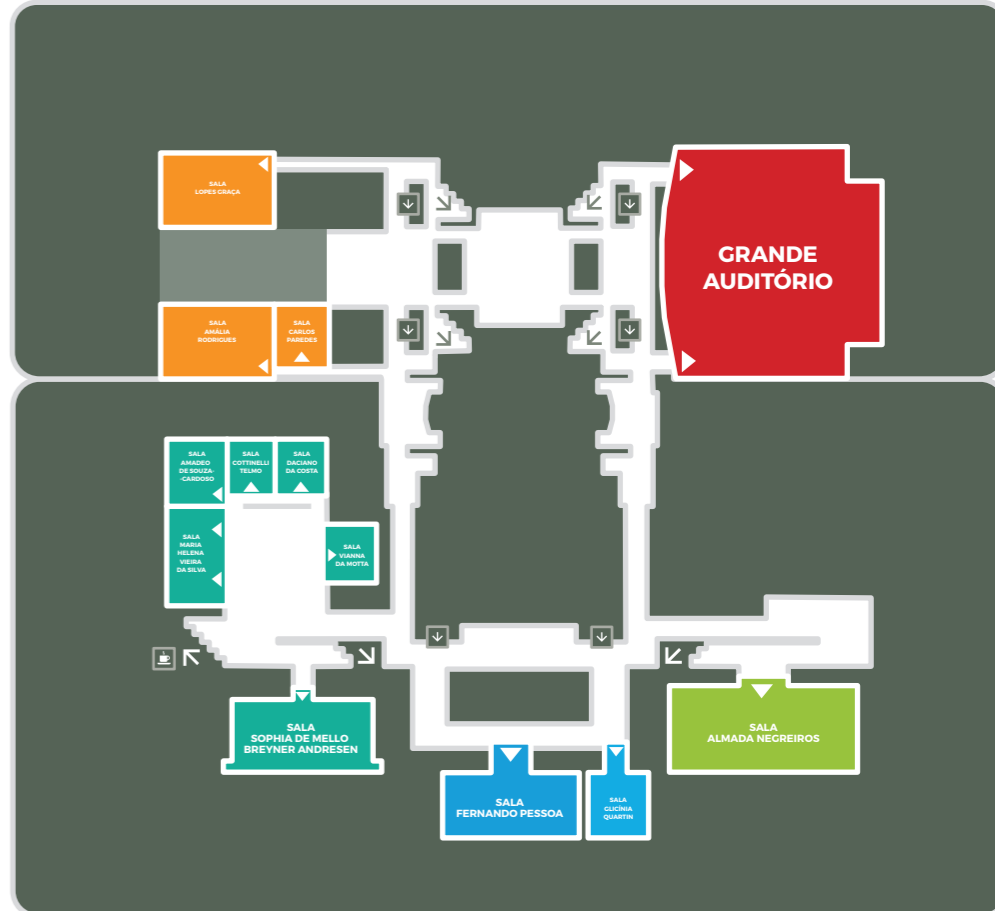 SALA
LOPES GRAÇA
GRANDE
AUDITÓRIO
SALA
AMÁLIA
RODRIGUES
SALA
CARLOS
PAREDES
SALA
AMADEO
DE SOUZA-
-CARDOSO
SALA
COTTINELLI
TELMO
SALA
DACIANO
DA COSTA
SALA
MARIA
HELENA
VIEIRA
DA SILVA
SALA
VIANNA
DA MOTTA
SALA
SOPHIA DE MELLO
BREYNER ANDRESEN
SALA
ALMADA NEGREIROS
SALA
FERNANDO PESSOA
SALA
GLICÍNIA
QUARTIN